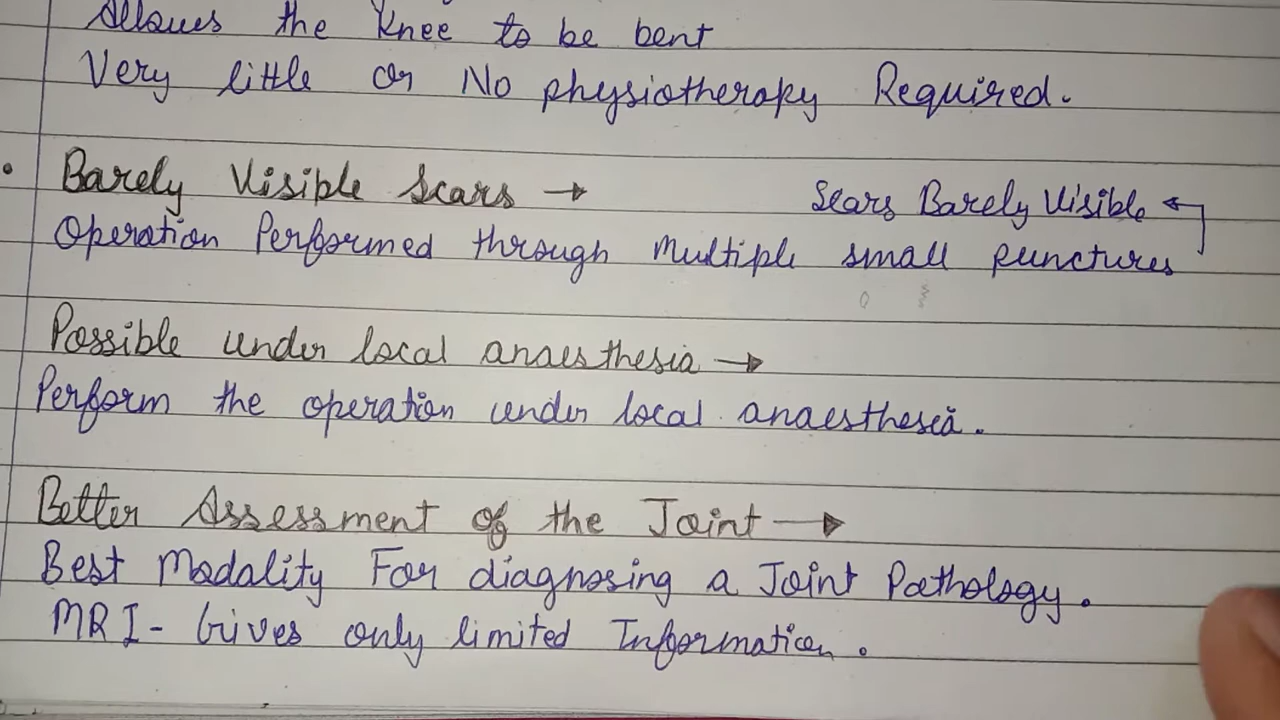 Allows the Knee to be bent
Very little or No physiotherapy Required.
• Barely Visible Scars →
Scars Barely Visible ←
Operation Performed through Multiple small punctures
Possible under local anaesthesia →
Perform the operation under local anaesthesia.
Better Assessment of the Joint →
Best Modality For diagnosing a Joint Pathology.
MRI - Gives only limited Information.